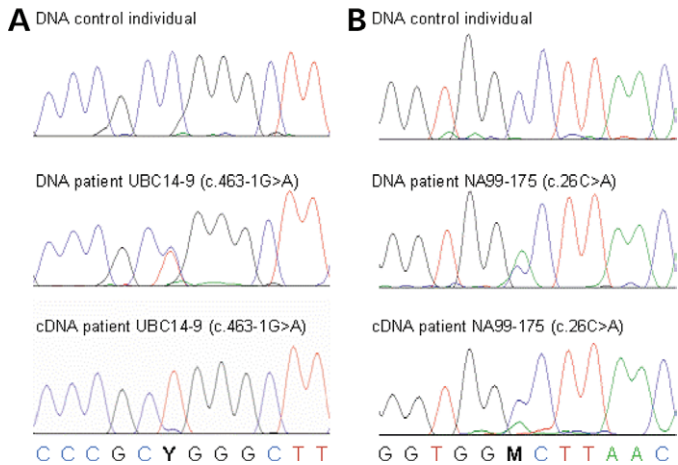 A DNA control individual
DNA patient UBC14-9 (c.463-1G>A)
cDNA patient UBC14-9 (c.463-1G>A)
C C C G C Y G G G C T T
B DNA control individual
DNA patient NA99-175 (c.26C>A)
cDNA patient NA99-175 (c.26C>A)
G G T G G M C T T A A C